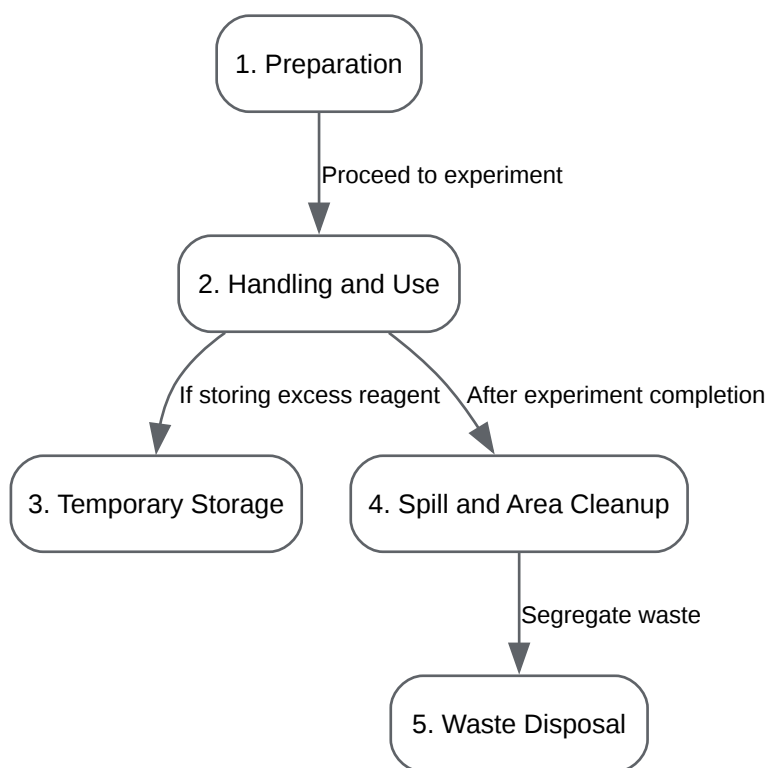 1. Preparation
Proceed to experiment
2. Handling and Use
If storing excess reagent
After experiment completion
3. Temporary Storage
4. Spill and Area Cleanup
Segregate waste
5. Waste Disposal